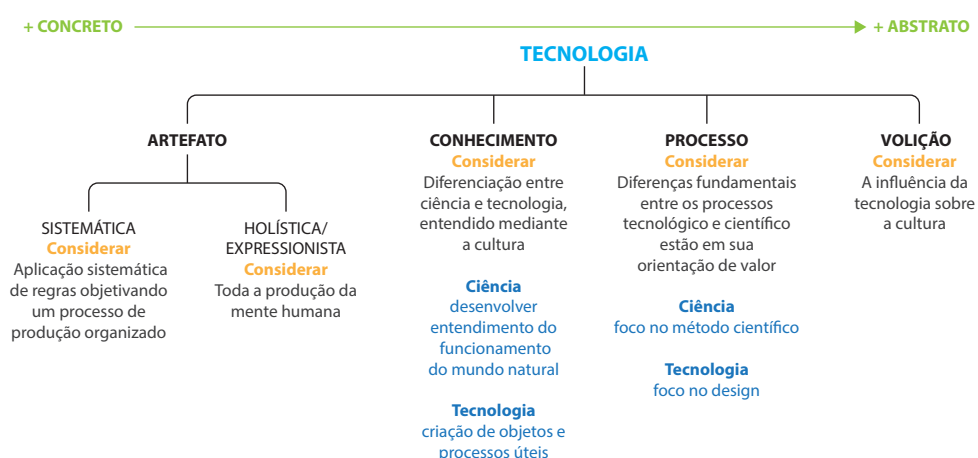 + CONCRETO
+ ABSTRATO
TECNOLOGIA
ARTEFATO
SISTEMÁTICA
Considerar
Aplicação sistemática
de regras objetivando
um processo de
produção organizado
HOLÍSTICA/
EXPRESSIONISTA
Considerar
Toda a produção da
mente humana
CONHECIMENTO
Considerar
Diferenciação entre
ciência e tecnologia,
entendido mediante
a cultura
Ciência
desenvolver
entendimento do
funcionamento
do mundo natural
Tecnologia
criação de objetos e
processos úteis
PROCESSO
Considerar
Diferenças fundamentais
entre os processos
tecnológico e científico
estão em sua
orientação de valor
Ciência
foco no método científico
Tecnologia
foco no design
VOLIÇÃO
Considerar
A influência da
tecnologia sobre
a cultura